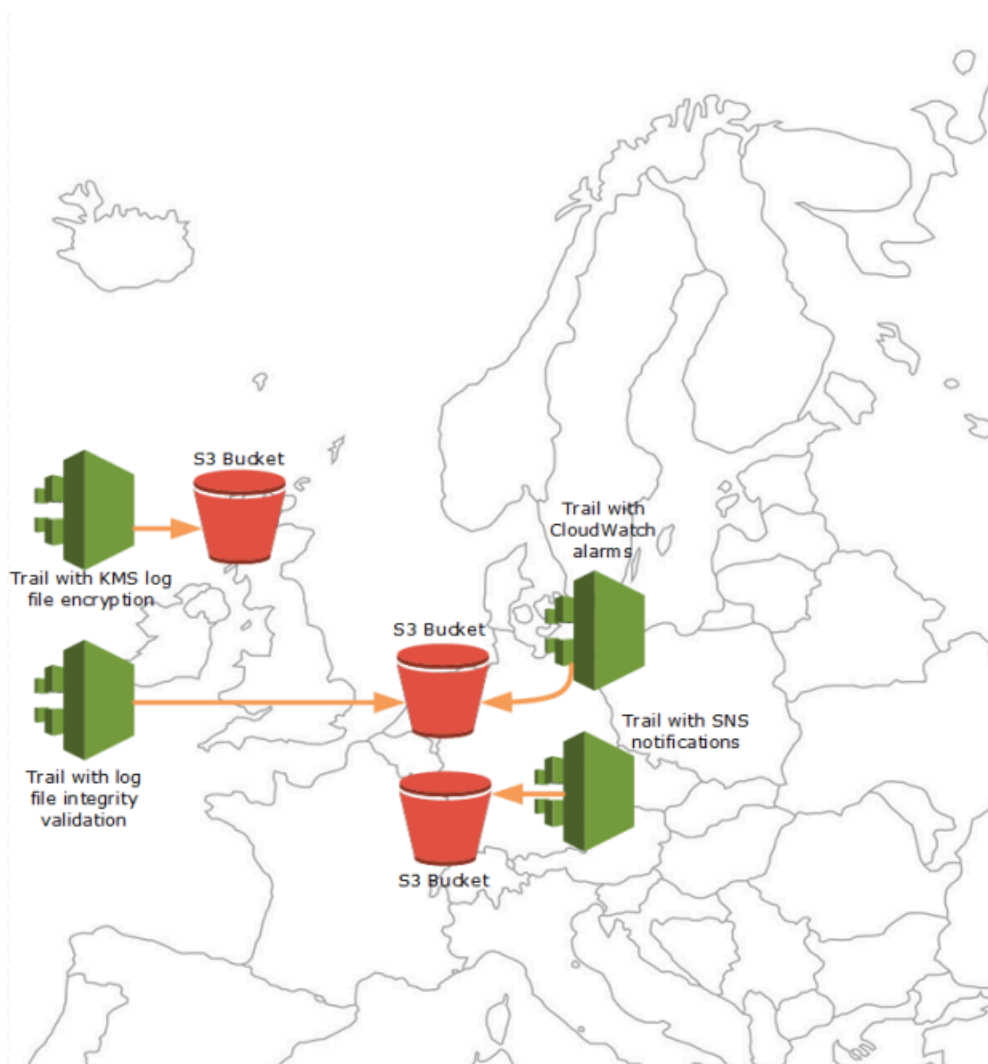 S3 Bucket
Trail with KMS log
file encryption
Trail with
CloudWatch
alarms
S3 Bucket
Trail with log
file integrity
validation
Trail with SNS
notifications
S3 Bucket